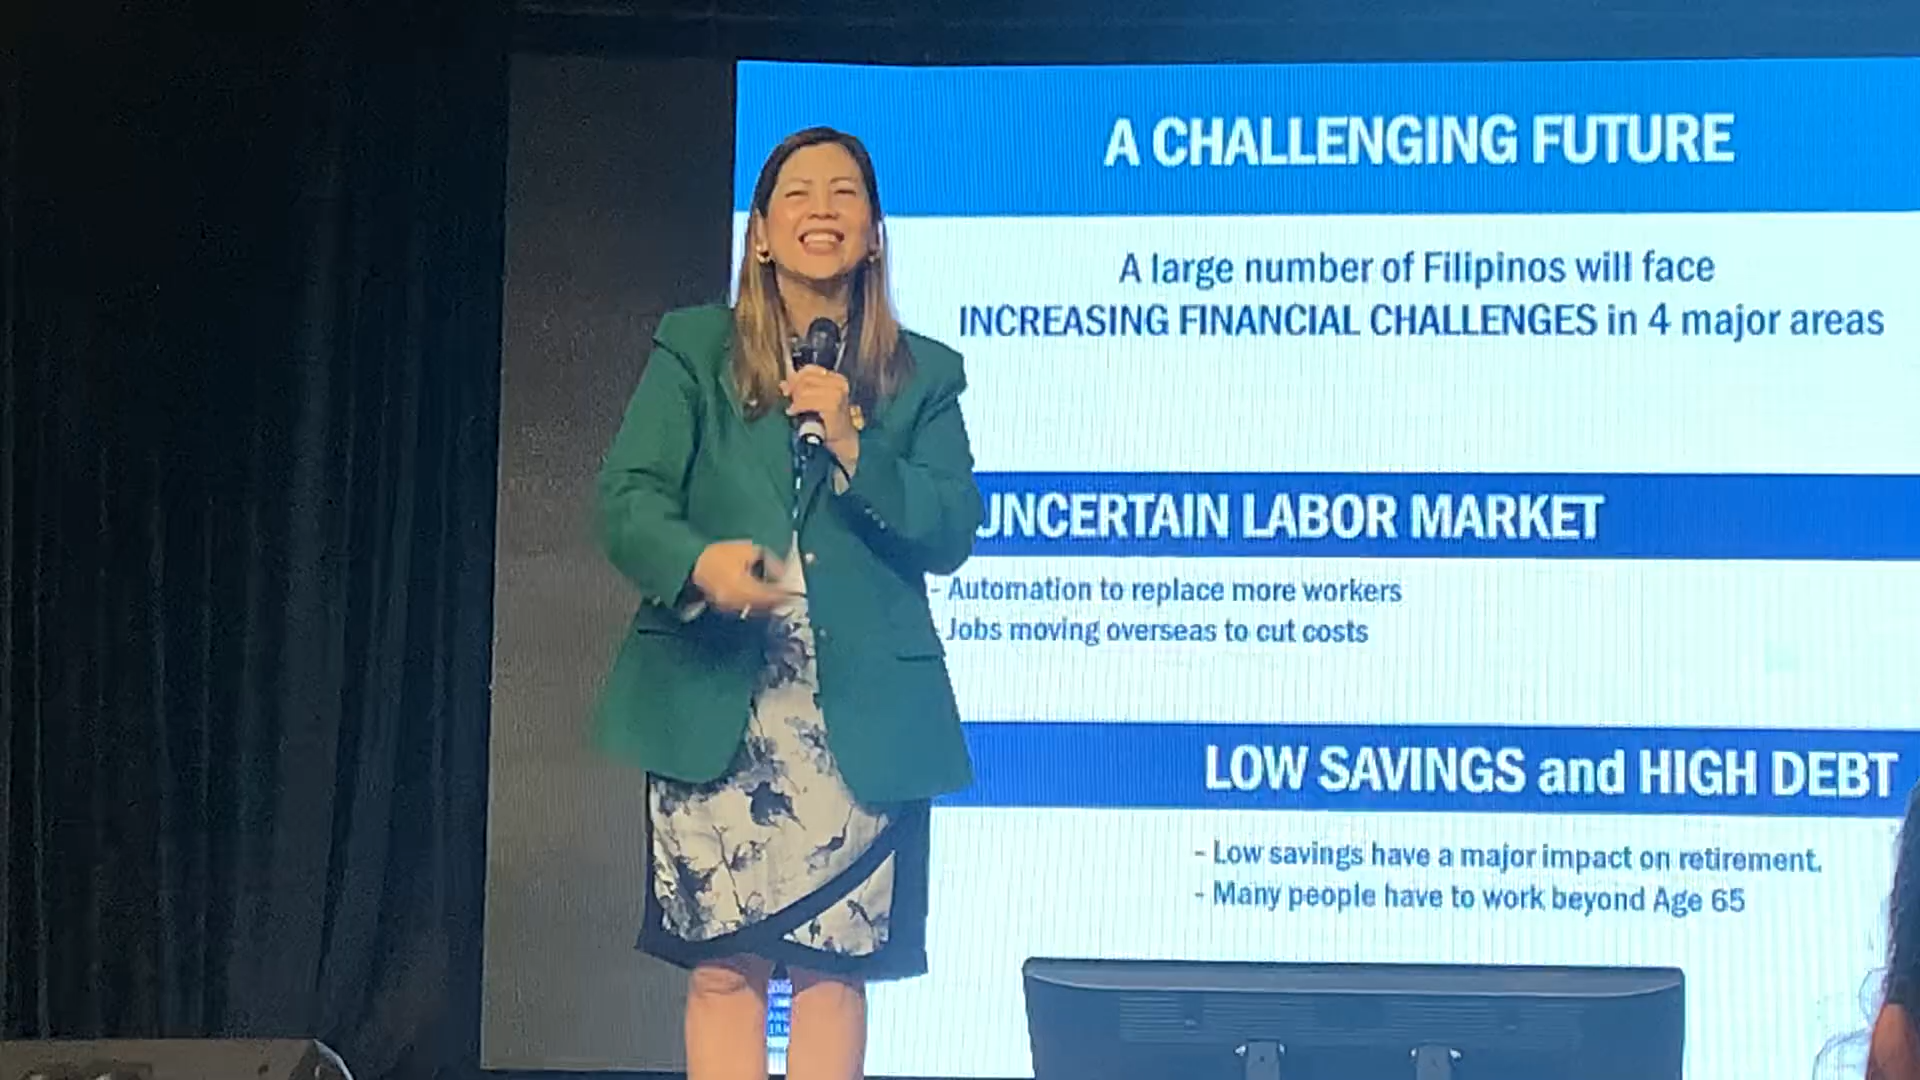 A CHALLENGING FUTURE
A large number of Filipinos will face
INCREASING FINANCIAL CHALLENGES in 4 major areas
UNCERTAIN LABOR MARKET
- Automation to replace more workers
- Jobs moving overseas to cut costs
LOW SAVINGS and HIGH DEBT
- Low savings have a major impact on retirement.
- Many people have to work beyond Age 65